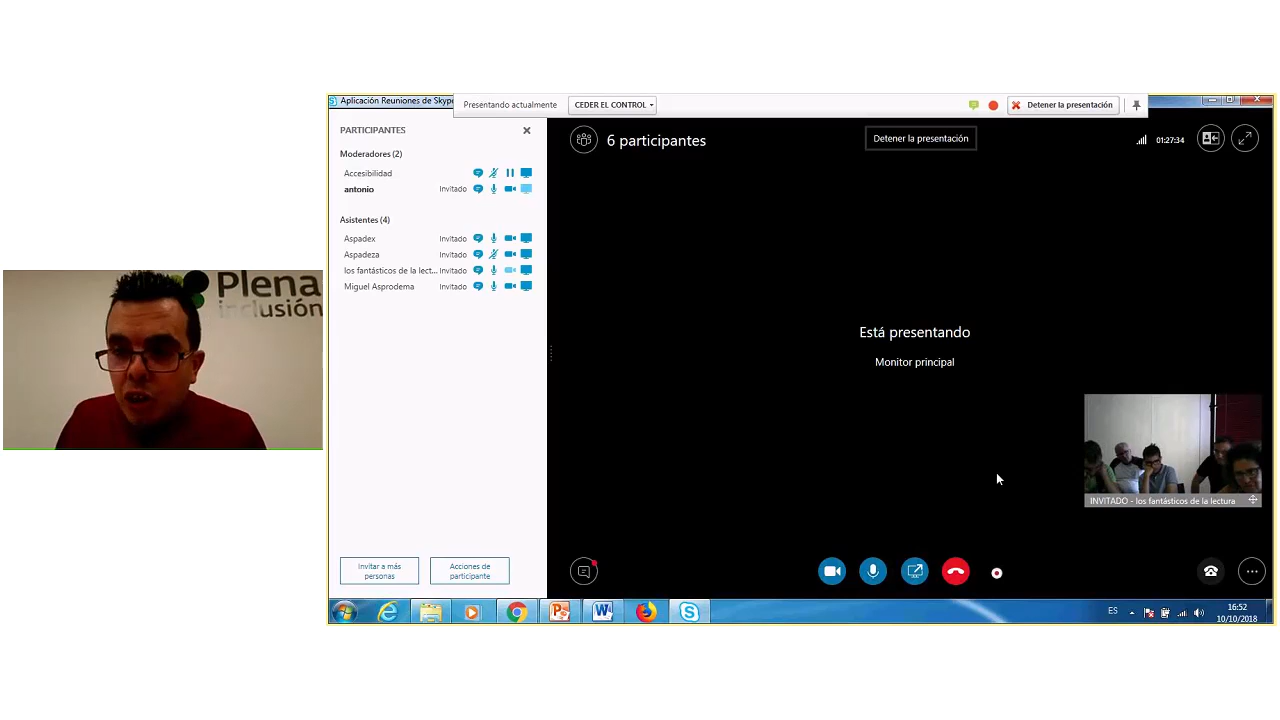 Plena
inclusión
Aplicación Reuniones de Skype
Presentando actualmente
CEDER EL CONTROL
Detener la presentación
PARTICIPANTES
Moderadores (2)
Accesibilidad
antonio Invitado
Asistentes (4)
Aspadex Invitado
Aspadeza Invitado
los fantásticos de la lect... Invitado
Miguel Asprodema Invitado
Invitar a más
personas
Acciones de
participante
6 participantes
Detener la presentación
01:27:34
Está presentando
Monitor principal
INVITADO - los fantásticos de la lectura
ES
16:52
10/10/2018